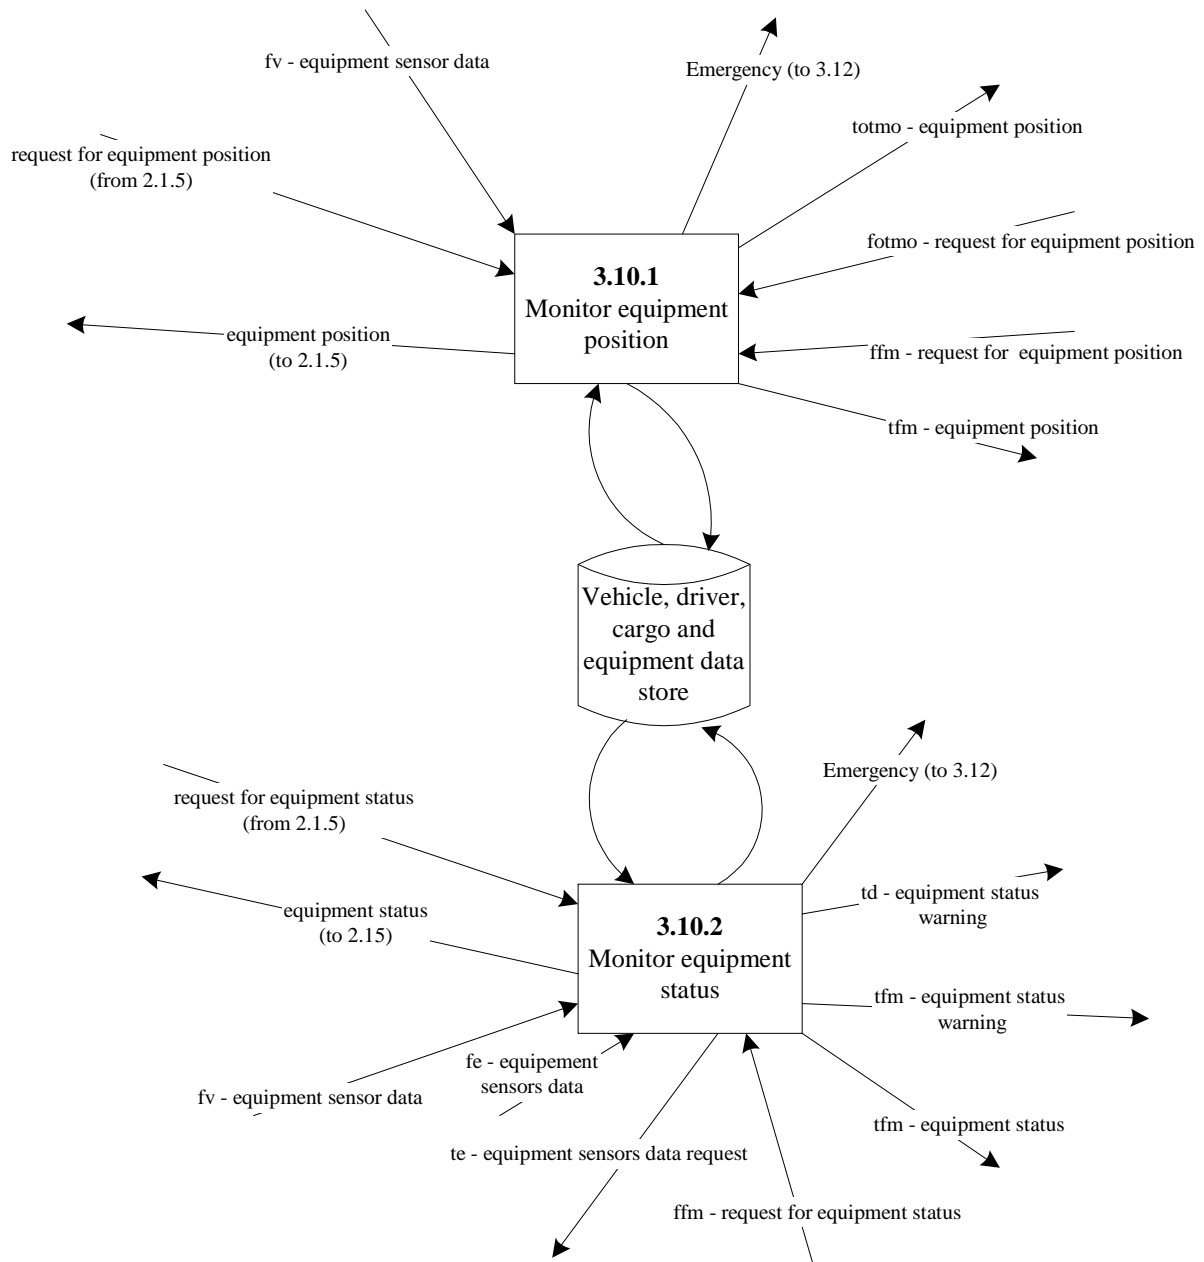 fv - equipment sensor data
Emergency (to 3.12)
totmo - equipment position
request for equipment position
(from 2.1.5)
fotmo - request for equipment position
3.10.1
Monitor equipment
position
equipment position
(to 2.1.5)
ffm - request for  equipment position
tfm - equipment position
Vehicle, driver,
cargo and
equipment data
store
Emergency (to 3.12)
request for equipment status
(from 2.1.5)
td - equipment status
warning
equipment status
(to 2.15)
3.10.2
Monitor equipment
status
tfm - equipment status
warning
fe - equipement
sensors data
fv - equipment sensor data
tfm - equipment status
te - equipment sensors data request
ffm - request for equipment status